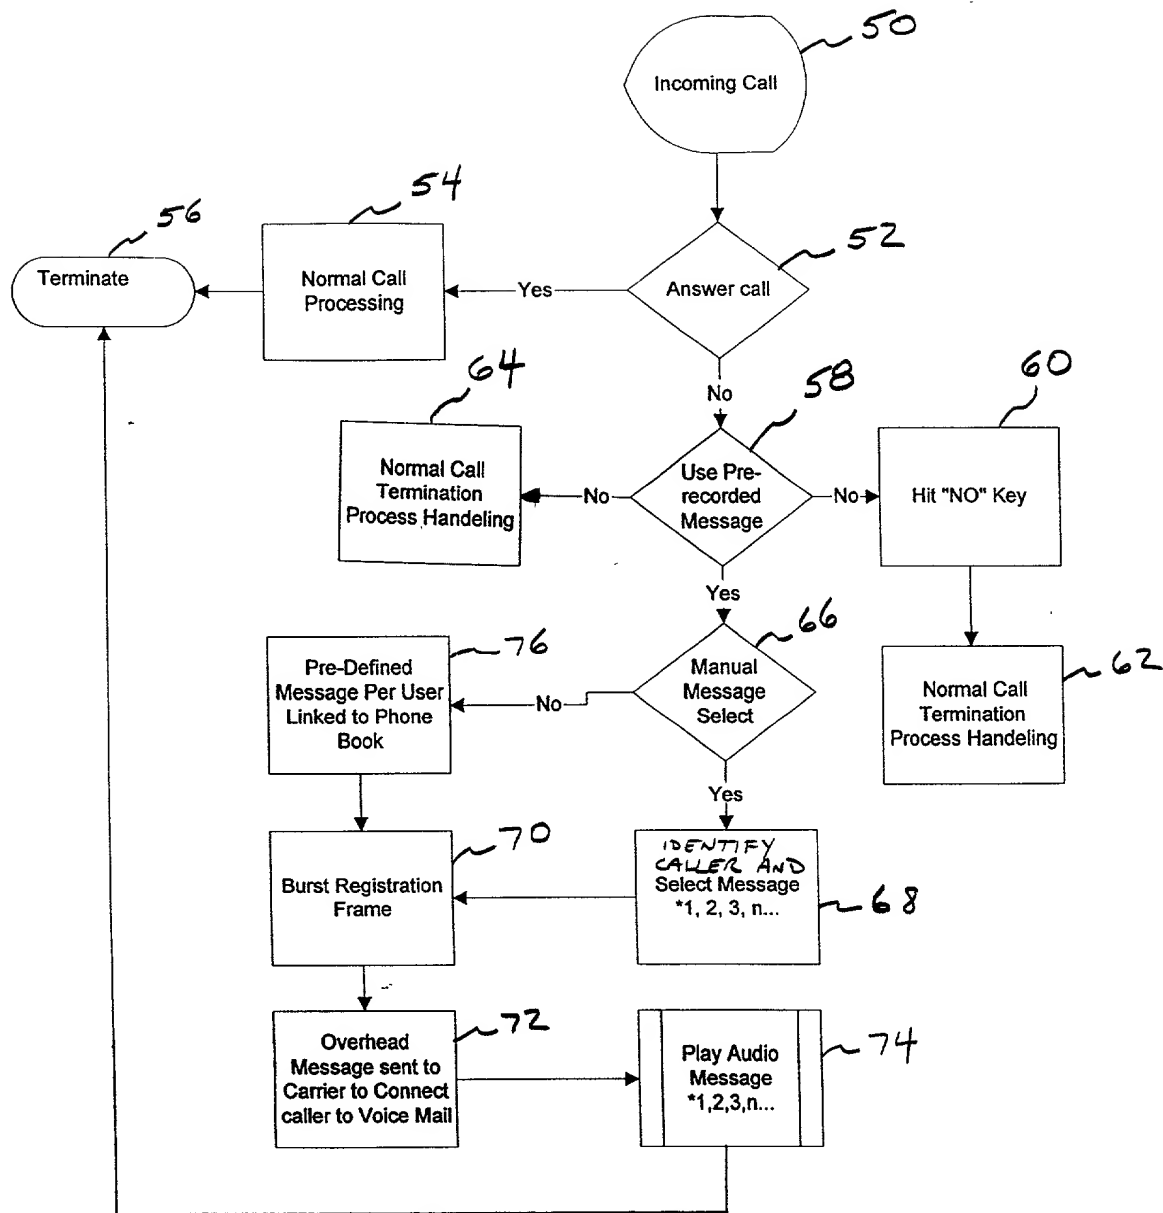 50
Incoming Call
54
56
52
Terminate
Normal Call
Processing
Yes
Answer call
64
No
58
60
Normal Call
Termination
Process Handeling
No
Use Pre-
recorded
Message
No
Hit "NO" Key
Yes
66
76
62
Pre-Defined
Message Per User
Linked to Phone
Book
No
Manual
Message
Select
Normal Call
Termination
Process Handeling
Yes
70
IDENTIFY
CALLER AND
Select Message
*1, 2, 3, n...
68
Burst Registration
Frame
72
Overhead
Message sent to
Carrier to Connect
caller to Voice Mail
Play Audio
Message
*1,2,3,n...
74